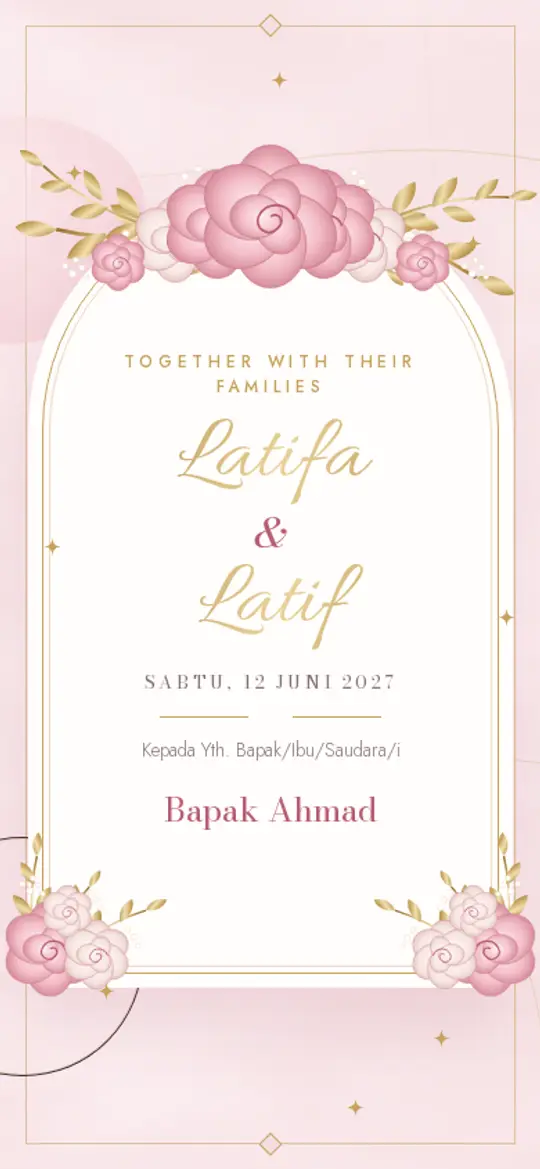 TOGETHER WITH THEIR
FAMILIES
Latifa
&
Latif
SABTU, 12 JUNI 2027
Kepada Yth. Bapak/Ibu/Saudara/i
Bapak Ahmad